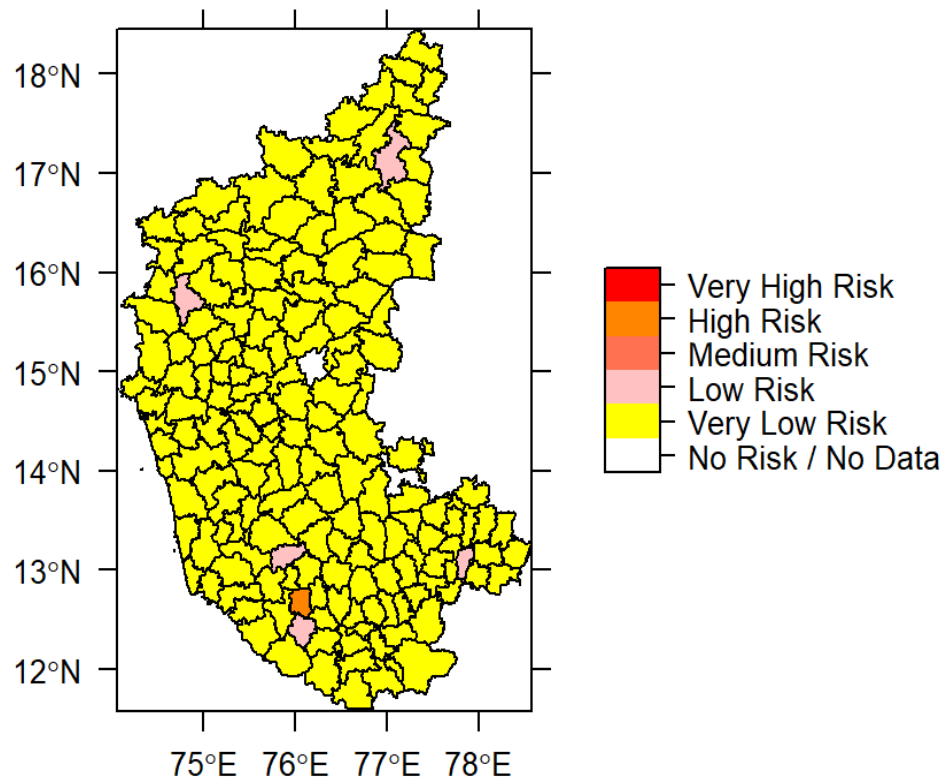 18°N
17°N
16°N
15°N
14°N
13°N
12°N
75°E 76°E 77°E 78°E
Very High Risk
High Risk
Medium Risk
Low Risk
Very Low Risk
No Risk / No Data